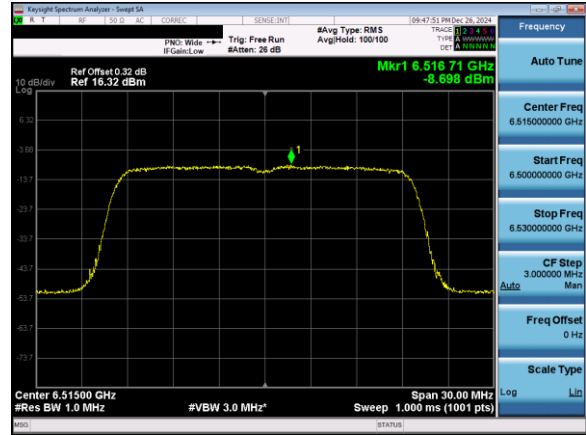 Keysight Spectrum Analyzer - Swept SA
R T RF 50 Ω AC CORREC SENSE:INT 09:47:51 PM Dec 26, 2024
PNO: Wide Trig: Free Run #Avg Type: RMS TRACE 1 2 3 4 5 6
IFGain:Low #Atten: 26 dB Avg|Hold: 100/100 TYPE A WWWWW
DET A N N N N N
Ref Offset 0.32 dB
10 dB/div Ref 16.32 dBm
Log
Mkr1 6.516 71 GHz
-8.698 dBm
6.32
-3.68
1
-13.7
-23.7
-33.7
-43.7
-53.7
-63.7
-73.7
Center 6.51500 GHz Span 30.00 MHz
#Res BW 1.0 MHz #VBW 3.0 MHz* Sweep 1.000 ms (1001 pts)
MSG STATUS
Frequency
Auto Tune
Center Freq
6.515000000 GHz
Start Freq
6.500000000 GHz
Stop Freq
6.530000000 GHz
CF Step
3.000000 MHz
Auto Man
Freq Offset
0 Hz
Scale Type
Log Lin